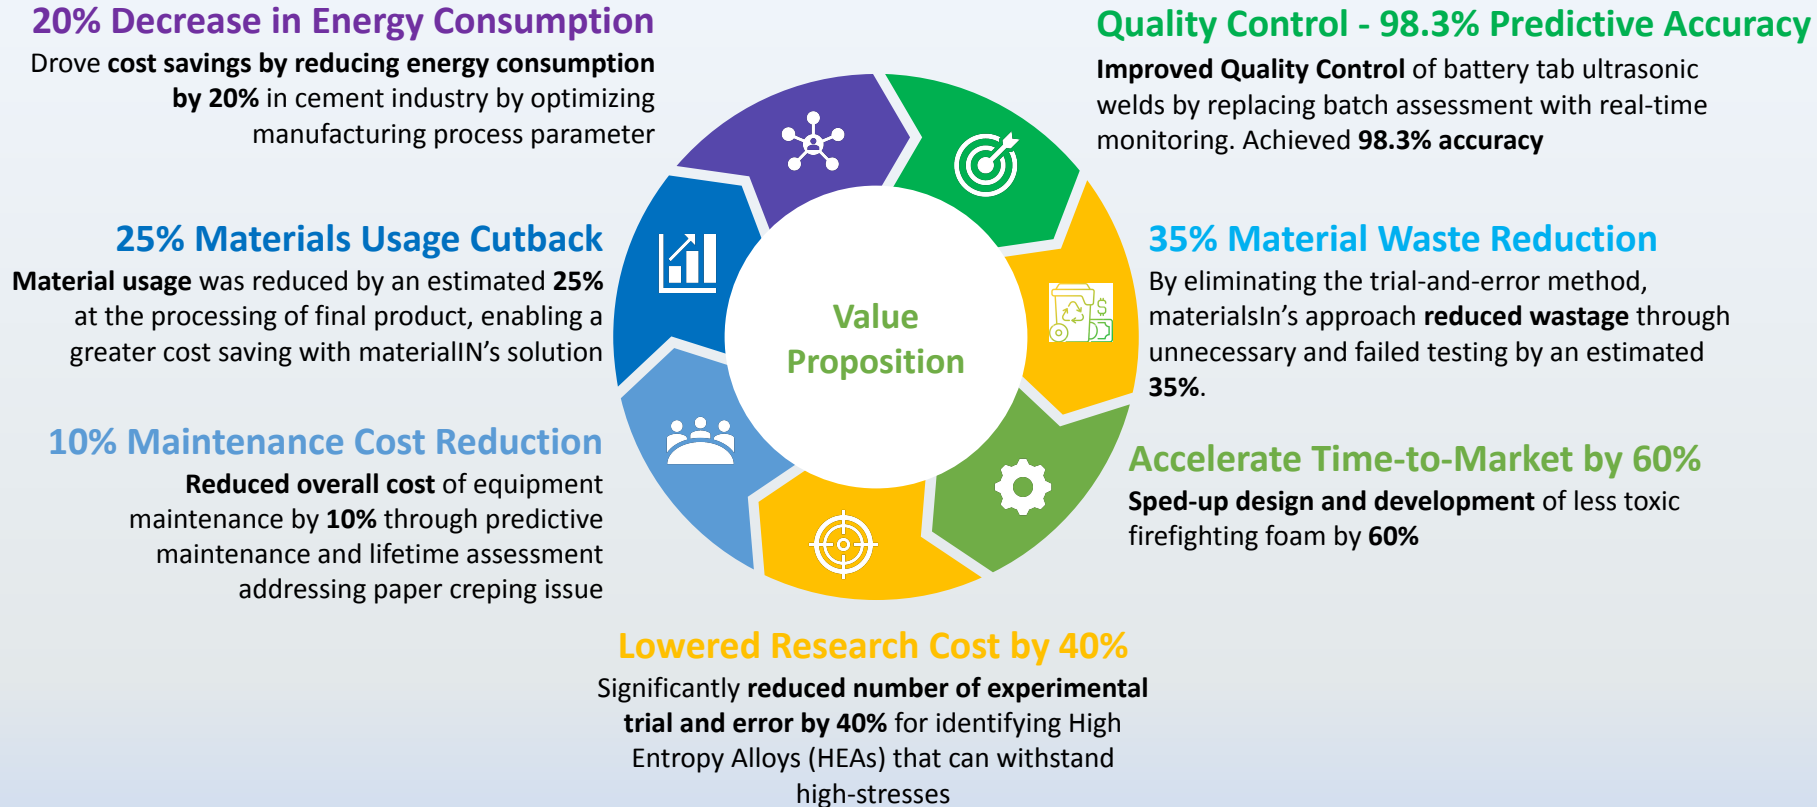 20% Decrease in Energy Consumption
Drove cost savings by reducing energy consumption
by 20% in cement industry by optimizing
manufacturing process parameter
Quality Control - 98.3% Predictive Accuracy
Improved Quality Control of battery tab ultrasonic
welds by replacing batch assessment with real-time
monitoring. Achieved 98.3% accuracy
25% Materials Usage Cutback
Material usage was reduced by an estimated 25%
at the processing of final product, enabling a
greater cost saving with materialIN’s solution
35% Material Waste Reduction
By eliminating the trial-and-error method,
materialsIn’s approach reduced wastage through
unnecessary and failed testing by an estimated
35%.
Value
Proposition
10% Maintenance Cost Reduction
Reduced overall cost of equipment
maintenance by 10% through predictive
maintenance and lifetime assessment
addressing paper creping issue
Accelerate Time-to-Market by 60%
Sped-up design and development of less toxic
firefighting foam by 60%
Lowered Research Cost by 40%
Significantly reduced number of experimental
trial and error by 40% for identifying High
Entropy Alloys (HEAs) that can withstand
high-stresses